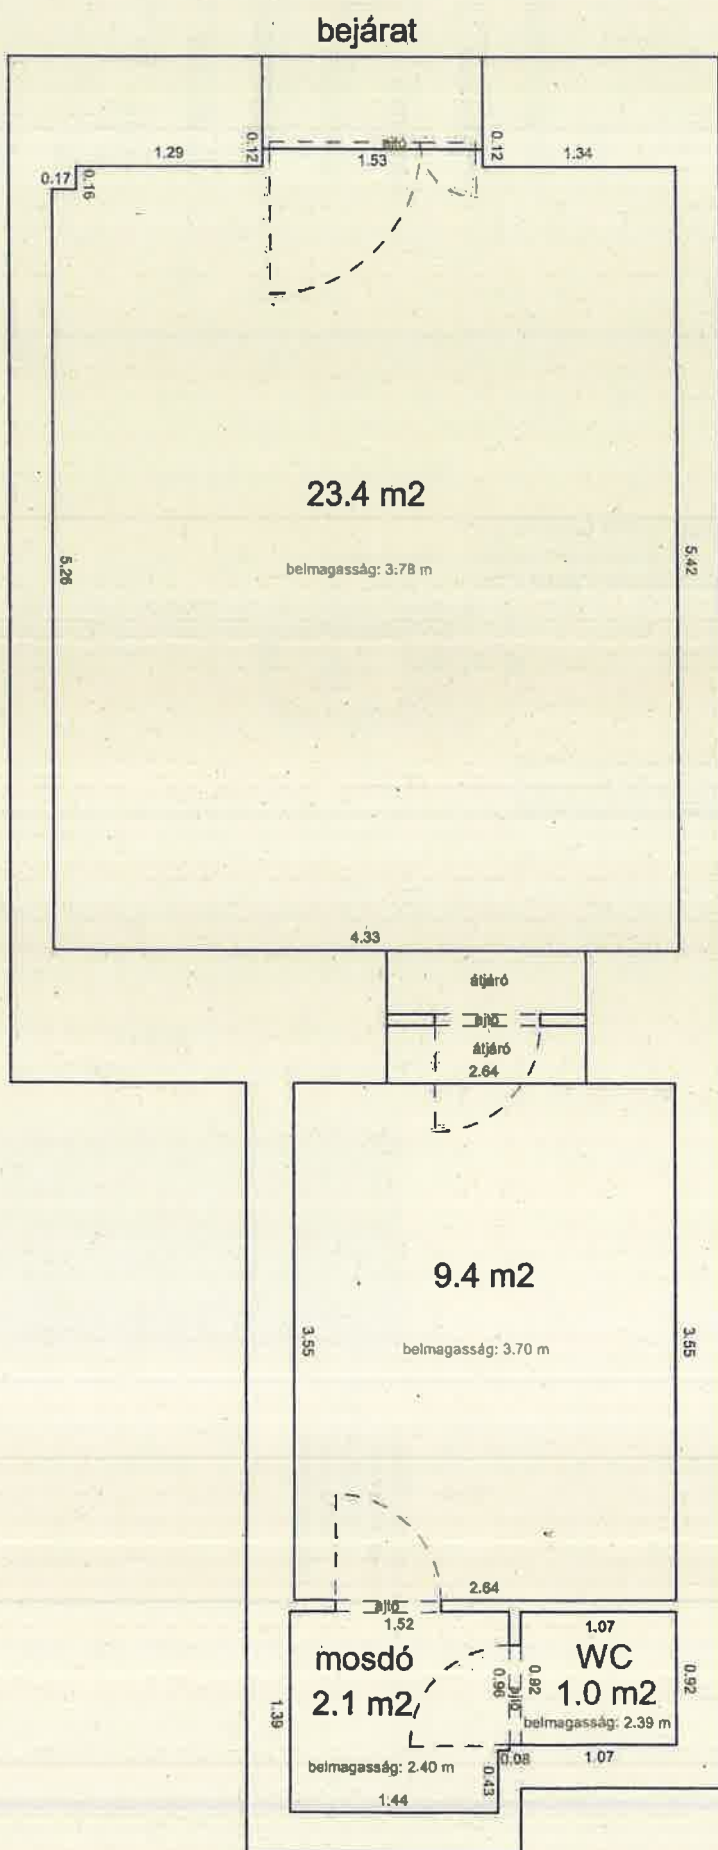 bejárat
ajtó
0.12
0.12
1.29
1.53
1.34
0.17
0.16
23.4 m2
belmagasság: 3.78 m
5.26
5.42
4.33
átjáró
ajtó
átjáró
2.64
9.4 m2
belmagasság: 3.70 m
3.55
3.55
2.64
ajtó
1.52
1.07
mosdó
WC
2.1 m2
1.0 m2
0.96
0.82
ajtó
0.92
1.39
belmagasság: 2.39 m
belmagasság: 2.40 m
0.08
1.07
0.43
1.44